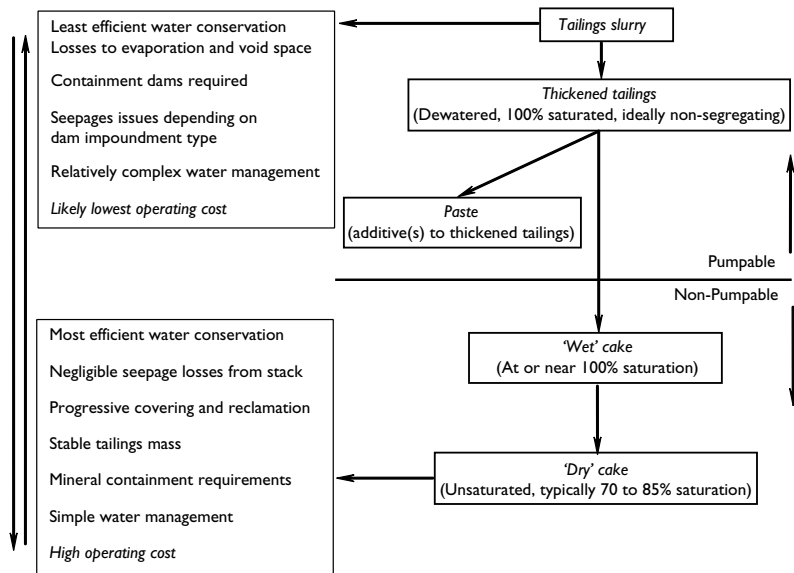 Least efficient water conservation
Losses to evaporation and void space
Containment dams required
Seepages issues depending on
dam impoundment type
Relatively complex water management
Likely lowest operating cost
Tailings slurry
Thickened tailings
(Dewatered, 100% saturated, ideally non-segregating)
Paste
(additive(s) to thickened tailings)
Pumpable
Non-Pumpable
Most efficient water conservation
Negligible seepage losses from stack
Progressive covering and reclamation
Stable tailings mass
Mineral containment requirements
Simple water management
High operating cost
‘Wet’ cake
(At or near 100% saturation)
‘Dry’ cake
(Unsaturated, typically 70 to 85% saturation)